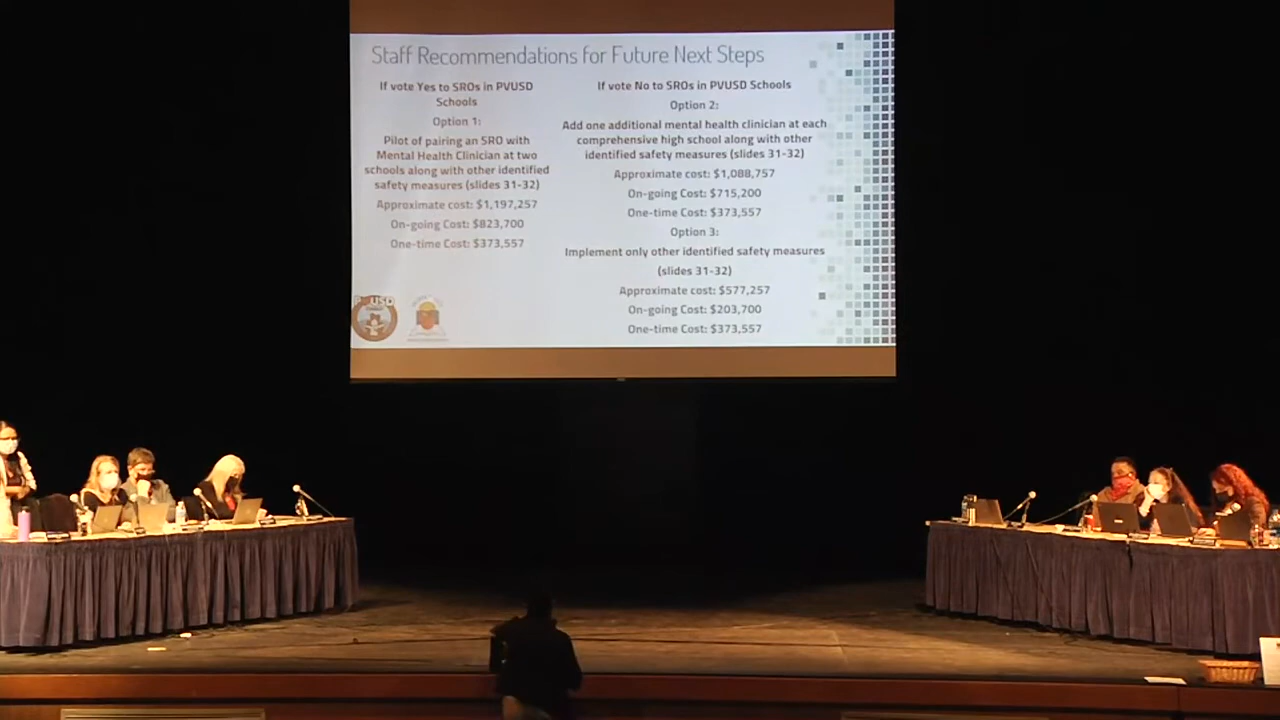 Staff Recommendations for Future Next Steps
If vote Yes to SROs in PVUSD
Schools
Option 1:
Pilot of pairing an SRO with
Mental Health Clinician at two
schools along with other identified
safety measures (slides 31-32)
Approximate cost: $1,197,257
On-going Cost: $823,700
One-time Cost: $373,557
If vote No to SROs in PVUSD Schools
Option 2:
Add one additional mental health clinician at each
comprehensive high school along with other
identified safety measures (slides 31-32)
Approximate cost: $1,088,757
On-going Cost: $715,200
One-time Cost: $373,557
Option 3:
Implement only other identified safety measures
(slides 31-32)
Approximate cost: $577,257
On-going Cost: $203,700
One-time Cost: $373,557